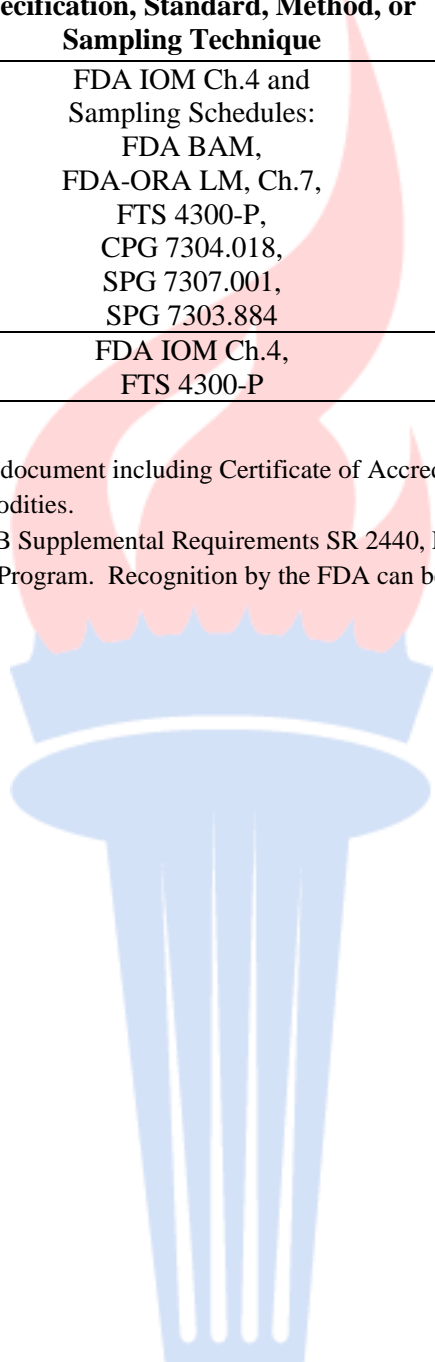 ecification, Standard, Method, or
Sampling Technique
FDA IOM Ch.4 and
Sampling Schedules:
FDA BAM,
FDA-ORA LM, Ch.7,
FTS 4300-P,
CPG 7304.018,
SPG 7307.001,
SPG 7303.884
FDA IOM Ch.4,
FTS 4300-P
document including Certificate of Accred
odities.
B Supplemental Requirements SR 2440,
Program. Recognition by the FDA can be